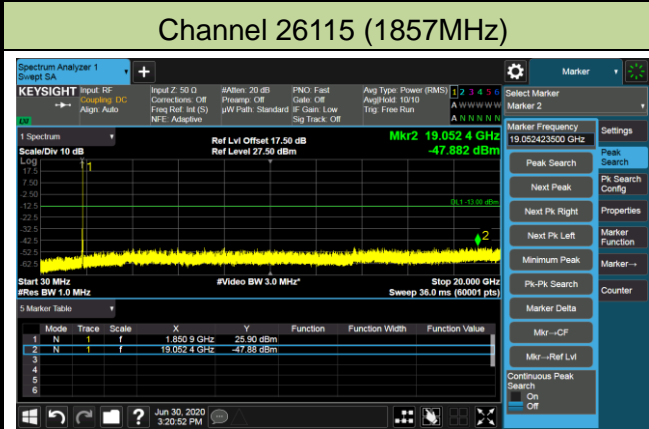 Channel 26115 (1857MHz)
Spectrum Analyzer 1
Swept SA
Marker
KEYSIGHT
Input: RF
Coupling: DC
Align: Auto
Input Z: 50 Ω
Corrections: Off
Freq Ref: Int (S)
NFE: Adaptive
#Atten: 20 dB
Preamp: Off
µW Path: Standard
PNO: Fast
Gate: Off
IF Gain: Low
Sig Track: Off
Avg Type: Power (RMS)
Avg|Hold: 10/10
Trig: Free Run
1 2 3 4 5 6
A W W W W W
A N N N N N
Select Marker
Marker 2
LXI
1 Spectrum
Scale/Div 10 dB
Ref Lvl Offset 17.50 dB
Ref Level 27.50 dBm
Mkr2 19.052 4 GHz
-47.882 dBm
Log
17.5
7.50
-2.50
-12.5
-22.5
-32.5
-42.5
-52.5
-62.5
1
DL1 -13.00 dBm
2
Start 30 MHz
#Res BW 1.0 MHz
#Video BW 3.0 MHz*
Stop 20.000 GHz
Sweep 36.0 ms (60001 pts)
5 Marker Table
Mode Trace Scale X Y Function Function Width Function Value
1 N 1 f 1.850 9 GHz 25.90 dBm
2 N 1 f 19.052 4 GHz -47.88 dBm
3
4
5
6
Marker Frequency
19.052423500 GHz
Peak Search
Next Peak
Next Pk Right
Next Pk Left
Minimum Peak
Pk-Pk Search
Marker Delta
Mkr→CF
Mkr→Ref Lvl
Continuous Peak
Search
On
Off
Settings
Peak
Search
Pk Search
Config
Properties
Marker
Function
Marker→
Counter
Jun 30, 2020
3:20:52 PM